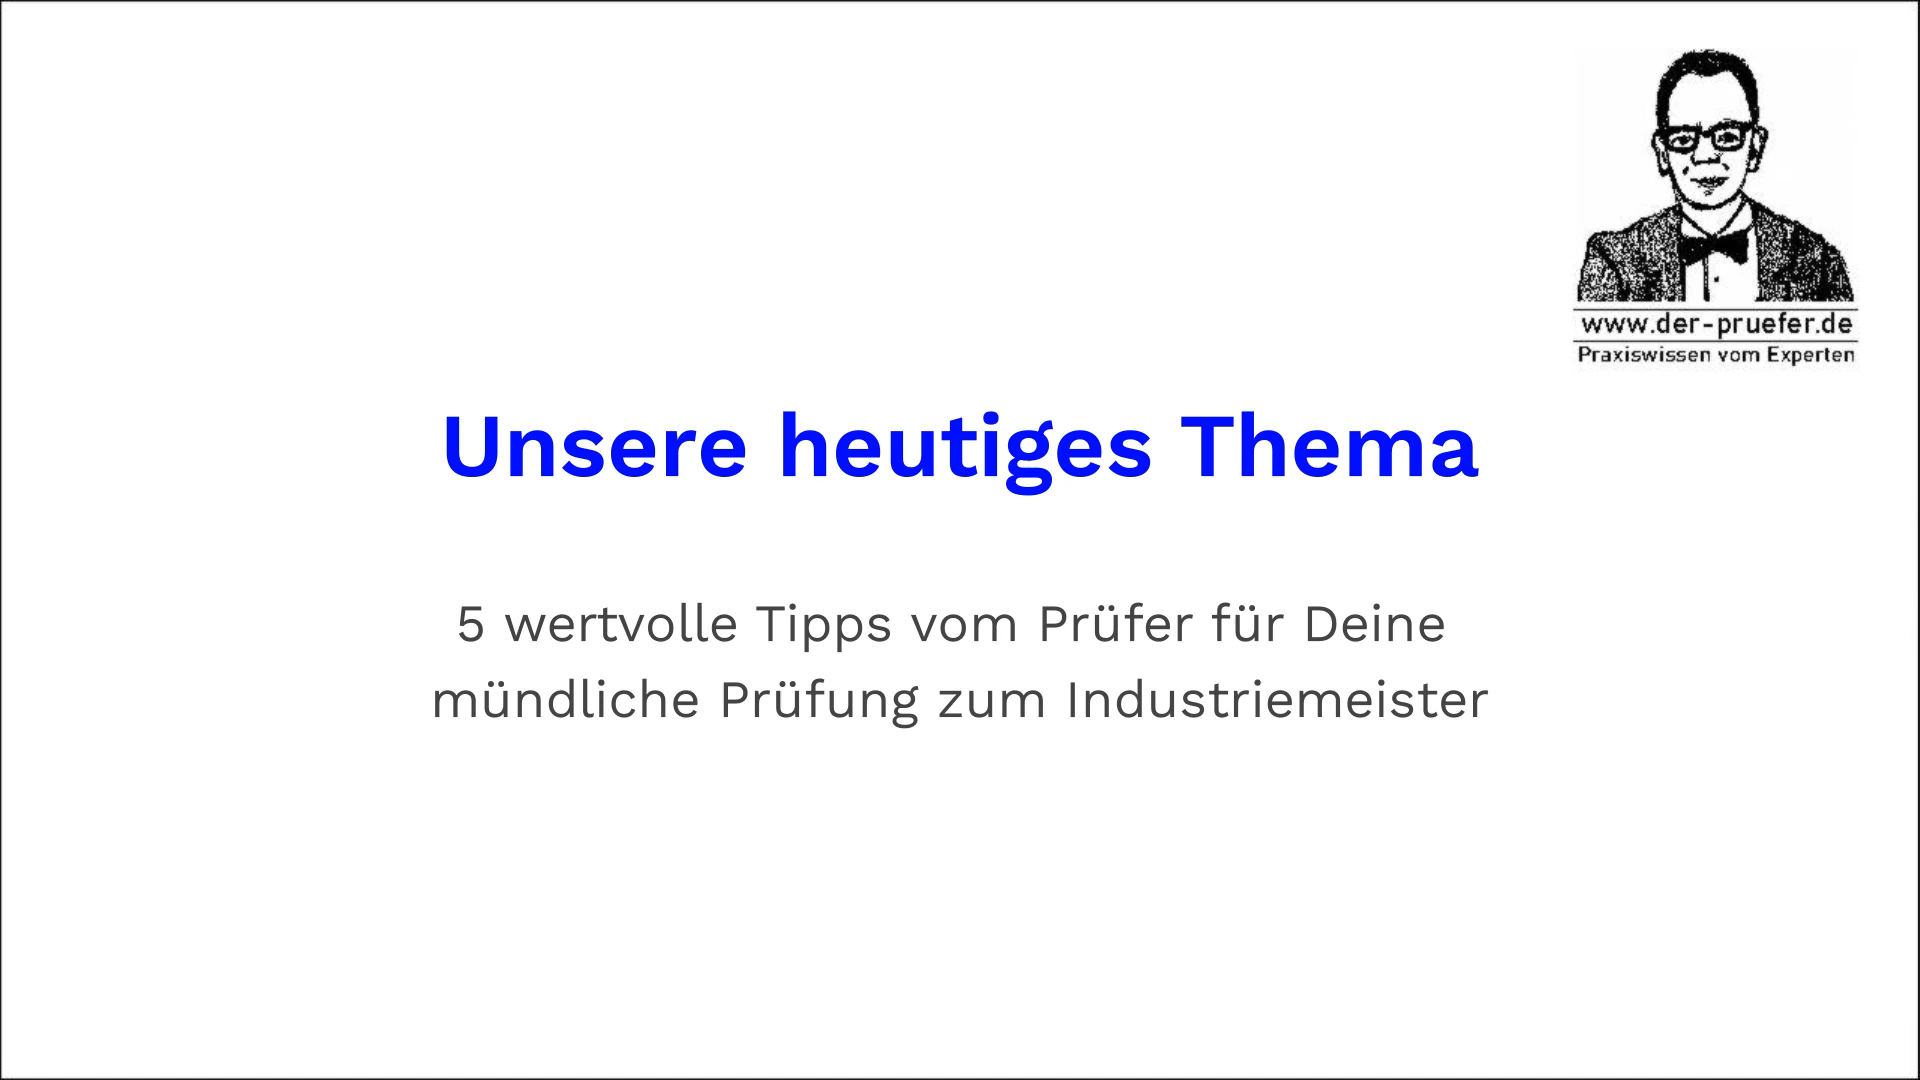 www.der-pruefer.de
Praxiswissen vom Experten
Unsere heutiges Thema
5 wertvolle Tipps vom Prüfer für Deine
mündliche Prüfung zum Industriemeister